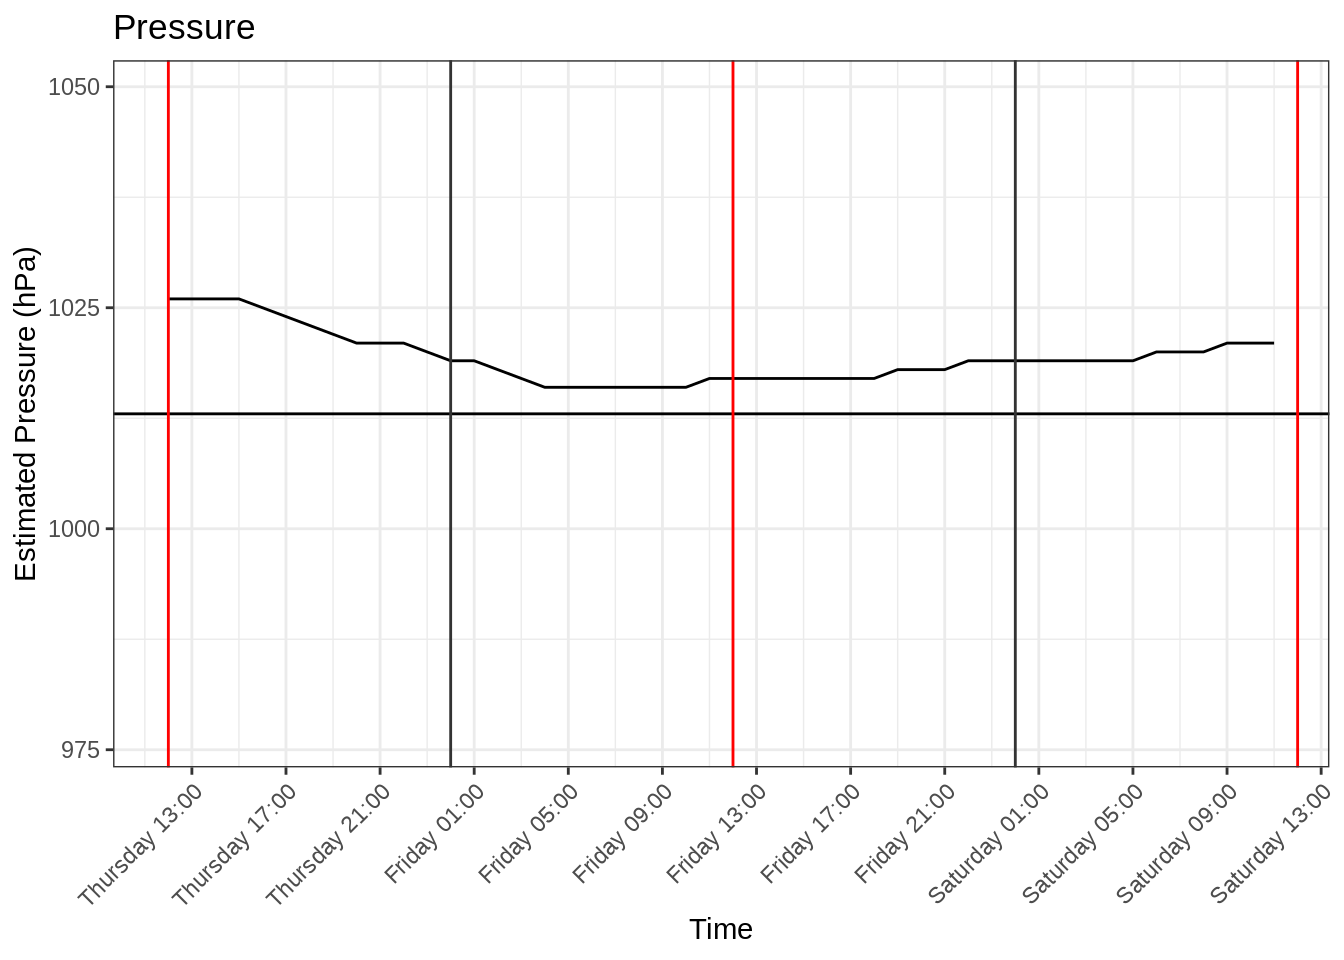 Pressure
Estimated Pressure (hPa)
1050
1025
1000
975
Thursday 13:00
Thursday 17:00
Thursday 21:00
Friday 01:00
Friday 05:00
Friday 09:00
Friday 13:00
Friday 17:00
Friday 21:00
Saturday 01:00
Saturday 05:00
Saturday 09:00
Saturday 13:00
Time